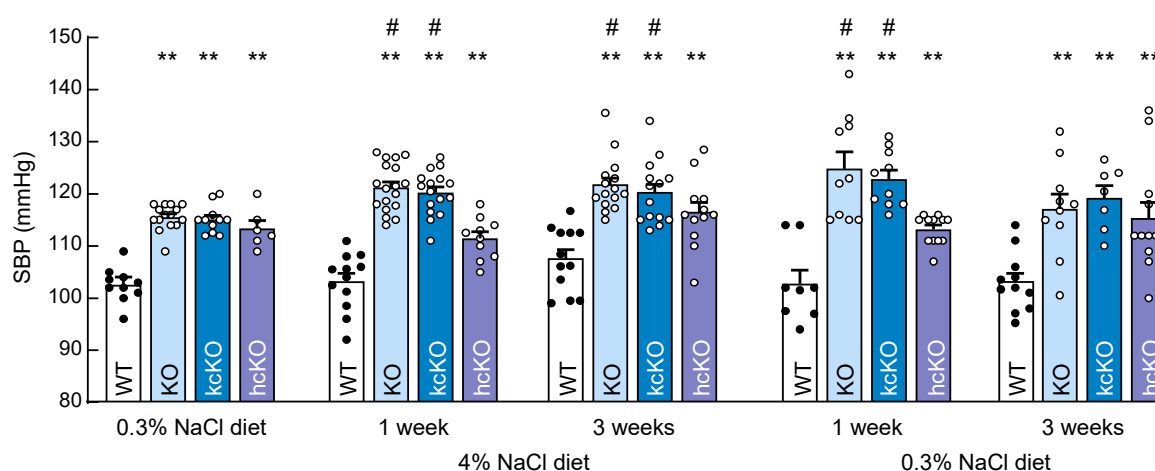 # # # # # #
** ** ** ** ** ** ** ** ** ** ** ** ** ** **
SBP (mmHg)
150
140
130
120
110
100
90
80
WT KO kcKO hcKO WT KO kcKO hcKO WT KO kcKO hcKO WT KO kcKO hcKO WT KO kcKO hcKO
0.3% NaCl diet 1 week 3 weeks 1 week 3 weeks
4% NaCl diet 0.3% NaCl diet